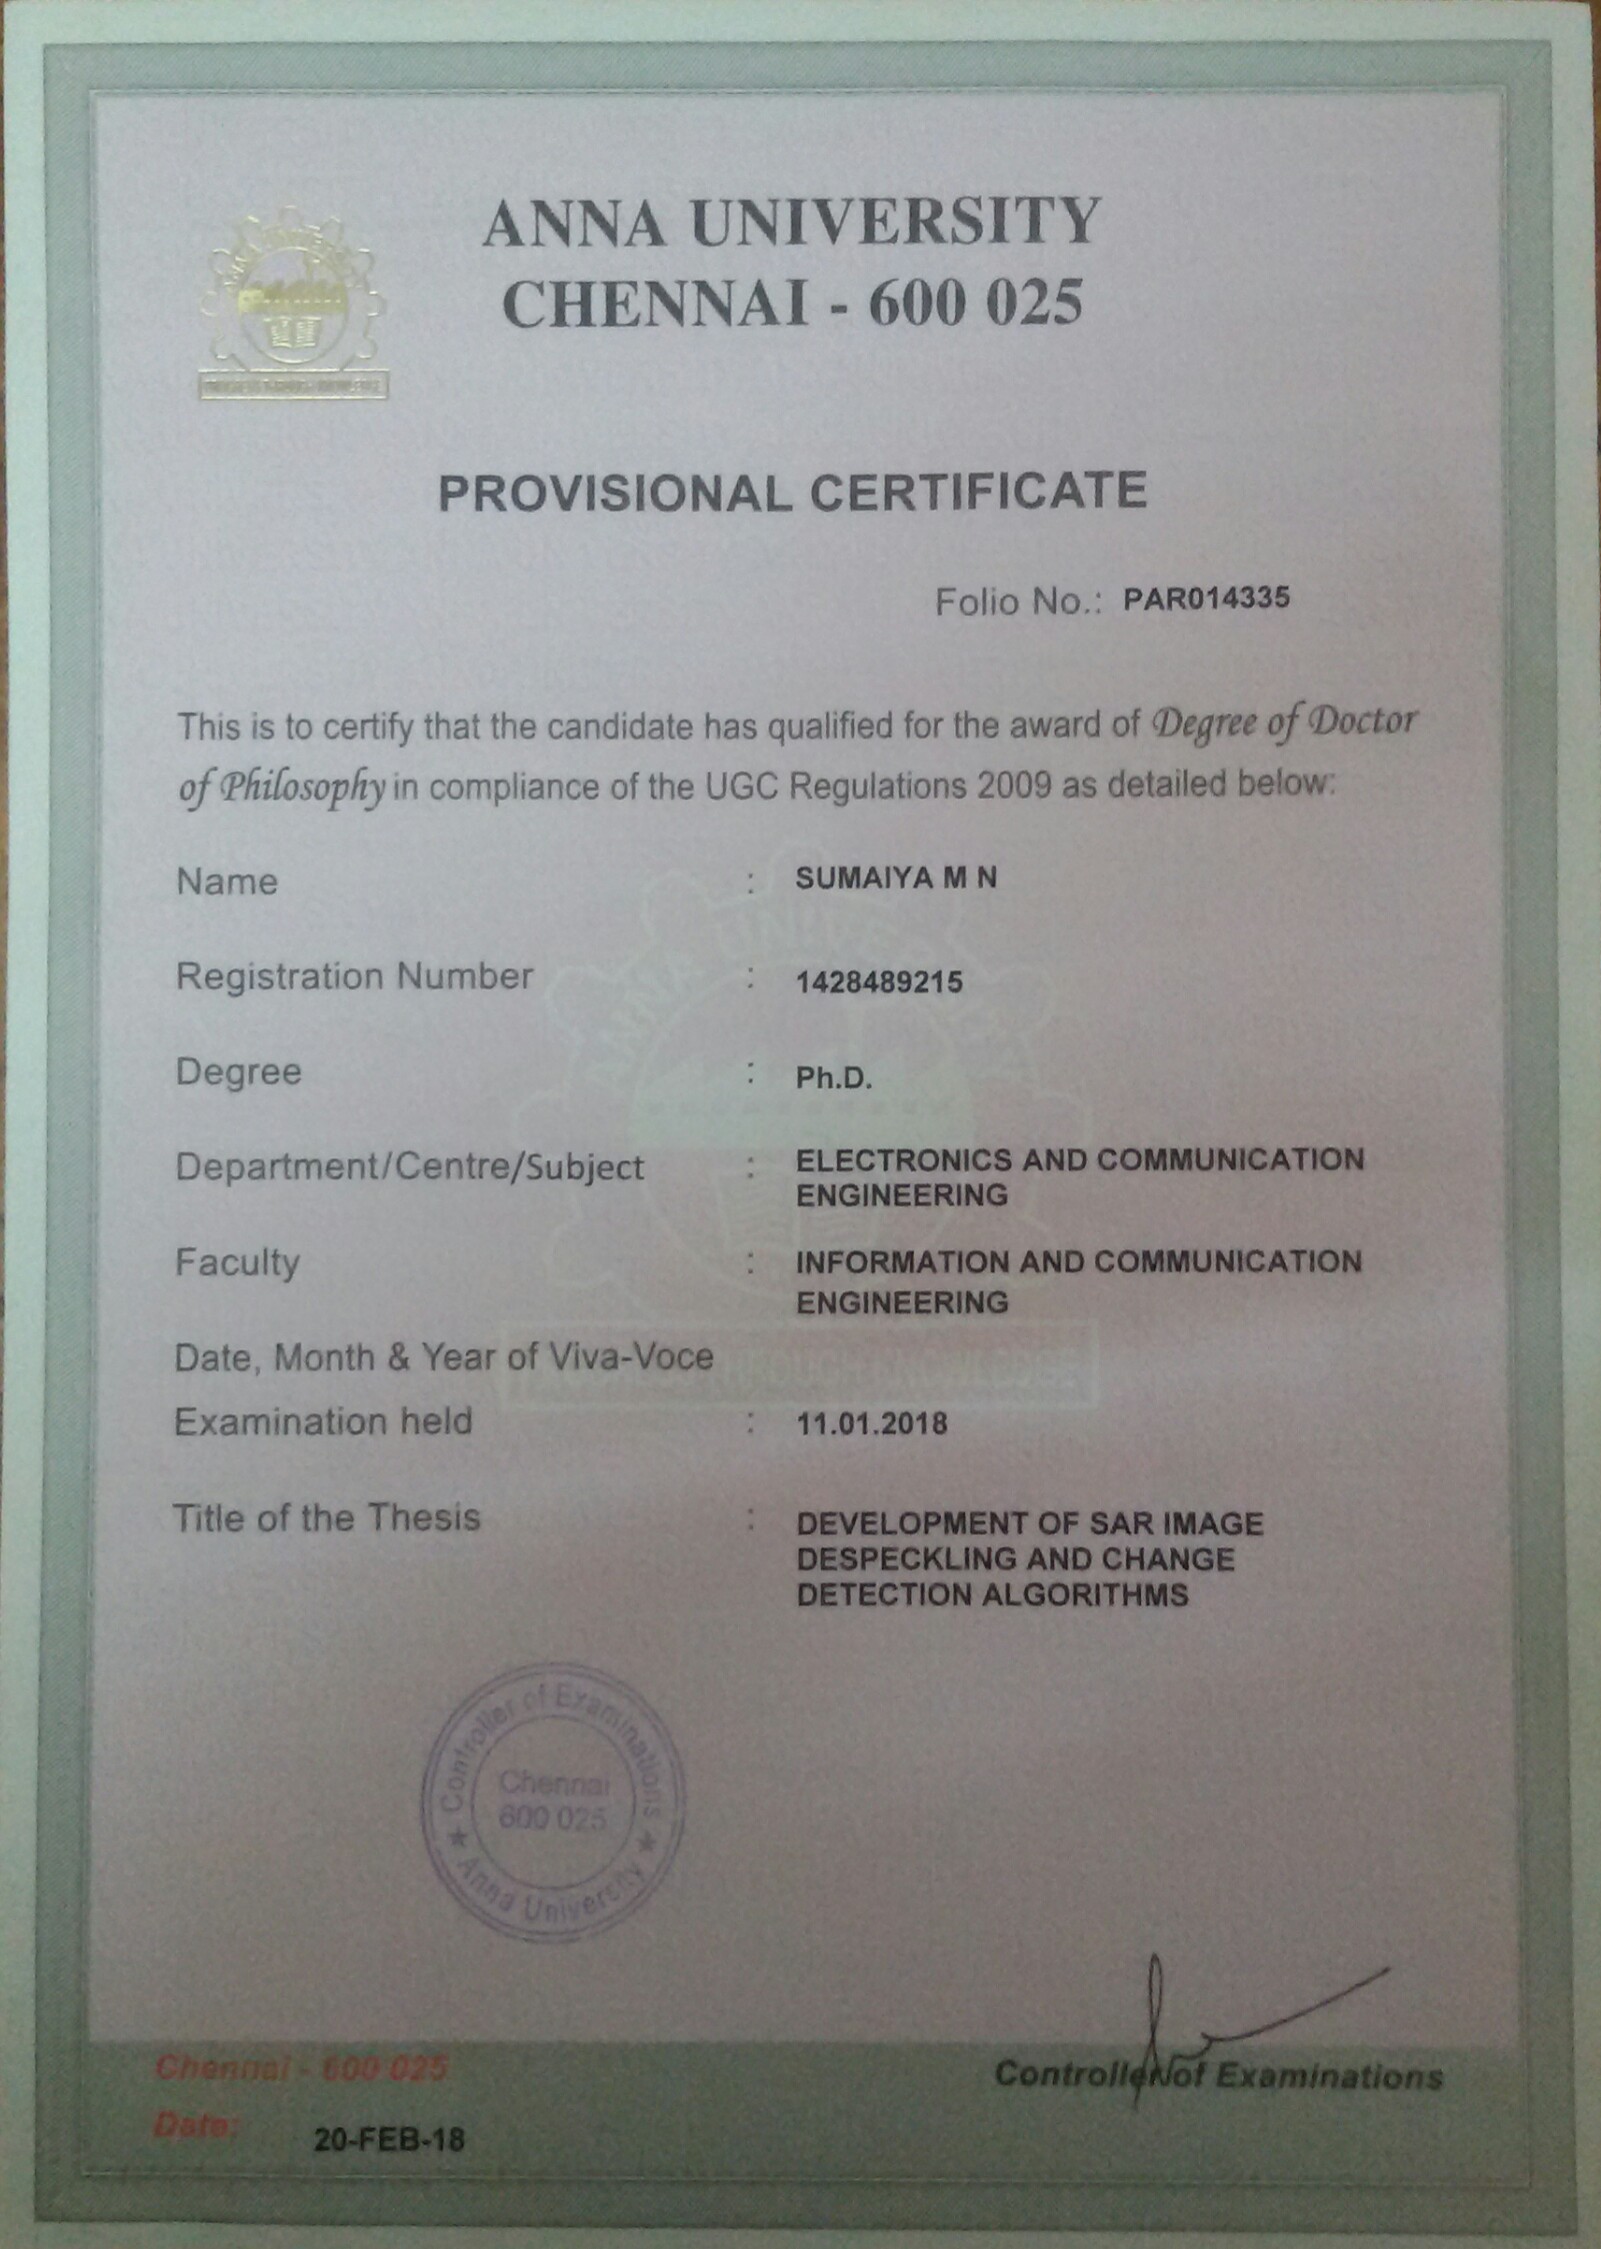 ANNA UNIVERSITY
CHENNAI - 600 025
PROVISIONAL CERTIFICATE
Folio No.: PAR014335
This is to certify that the candidate has qualified for the award of Degree of Doctor
of Philosophy in compliance of the UGC Regulations 2009 as detailed below:
Name : SUMAIYA M N
Registration Number : 1428489215
Degree : Ph.D.
Department/Centre/Subject : ELECTRONICS AND COMMUNICATION
ENGINEERING
Faculty : INFORMATION AND COMMUNICATION
ENGINEERING
Date, Month & Year of Viva-Voce
Examination held : 11.01.2018
Title of the Thesis : DEVELOPMENT OF SAR IMAGE
DESPECKLING AND CHANGE
DETECTION ALGORITHMS
Controller of Examinations
Chennai
600 025
★ Anna University ★
Chennai - 600 025
Controller of Examinations
Date: 20-FEB-18